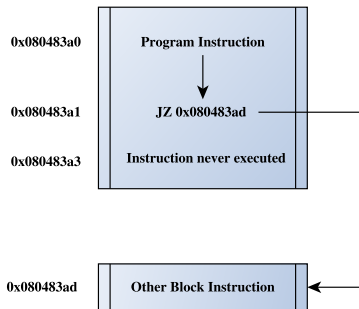 0x080483a0 Program Instruction
0x080483a1 JZ 0x080483ad
0x080483a3 Instruction never executed
0x080483ad Other Block Instruction